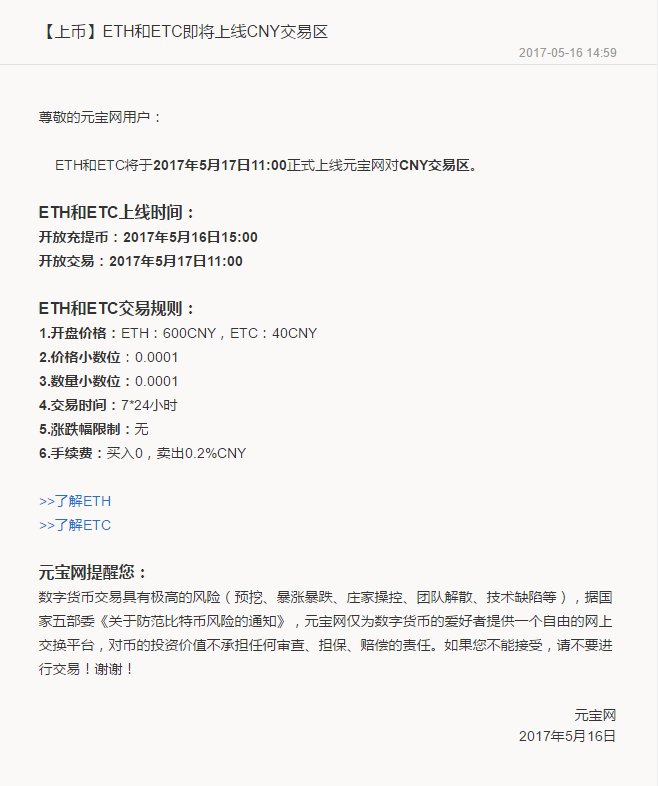 【上币】ETH和ETC即将上线CNY交易区
2017-05-16 14:59
尊敬的元宝网用户：
ETH和ETC将于2017年5月17日11:00正式上线元宝网对CNY交易区。
ETH和ETC上线时间：
开放充提币：2017年5月16日15:00
开放交易：2017年5月17日11:00
ETH和ETC交易规则：
1.开盘价格：ETH：600CNY，ETC：40CNY
2.价格小数位：0.0001
3.数量小数位：0.0001
4.交易时间：7*24小时
5.涨跌幅限制：无
6.手续费：买入0，卖出0.2%CNY
>>了解ETH
>>了解ETC
元宝网提醒您：
数字货币交易具有极高的风险（预挖、暴涨暴跌、庄家操控、团队解散、技术缺陷等），据国
家五部委《关于防范比特币风险的通知》，元宝网仅为数字货币的爱好者提供一个自由的网上
交换平台，对币的投资价值不承担任何审查、担保、赔偿的责任。如果您不能接受，请不要进
行交易！谢谢！
元宝网
2017年5月16日